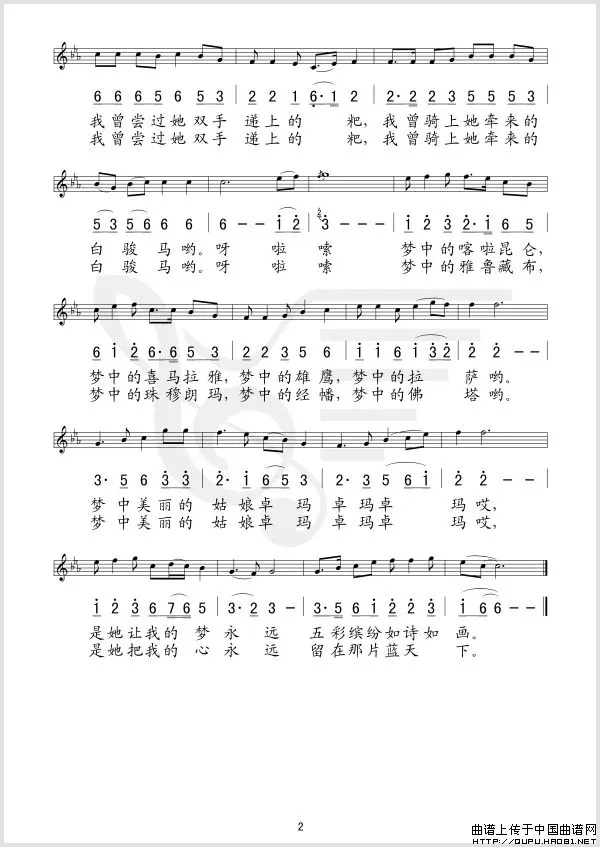 6 6 6 5 6 5 3 | 2 2 1 6· 1 2 | 2· 2 2 3 5 5 5 3
我曾尝过她双手递上的 粑,我曾骑上她牵来的
我曾尝过她双手递上的 粑,我曾骑上她牵来的
5 3 5 6 6 6 | 6 - - i 2 | 3 - - - | i 2 3 2· i 6 5
白骏马哟。呀啦嗦 梦中的喀啦昆仑,
白骏马哟。呀啦嗦 梦中的雅鲁藏布,
6 i 2 6· 6 5 3 | 2 2 3 5 6 | i i 6 i 3 2 | 2 2 - -
梦中的喜马拉雅,梦中的雄鹰,梦中的拉 萨哟。
梦中的珠穆朗玛,梦中的经幡,梦中的佛 塔哟。
3· 5 6 3 3 | 2· i 6 5 3 | 2· 3 5 6 i | 2 2 - -
梦中美丽的 姑娘卓玛卓玛卓 玛哎,
梦中美丽的 姑娘卓玛卓玛卓 玛哎,
i 2 3 6 7 6 5 | 3· 2 3 - | 3· 5 6 i 2 2 3 | i 6 6 - -
是她让我的梦永远 五彩缤纷如诗如 画。
是她把我的心永远 留在那片蓝天 下。
2
曲谱上传于中国曲谱网
HTTP://QUPU.HAO81.NET